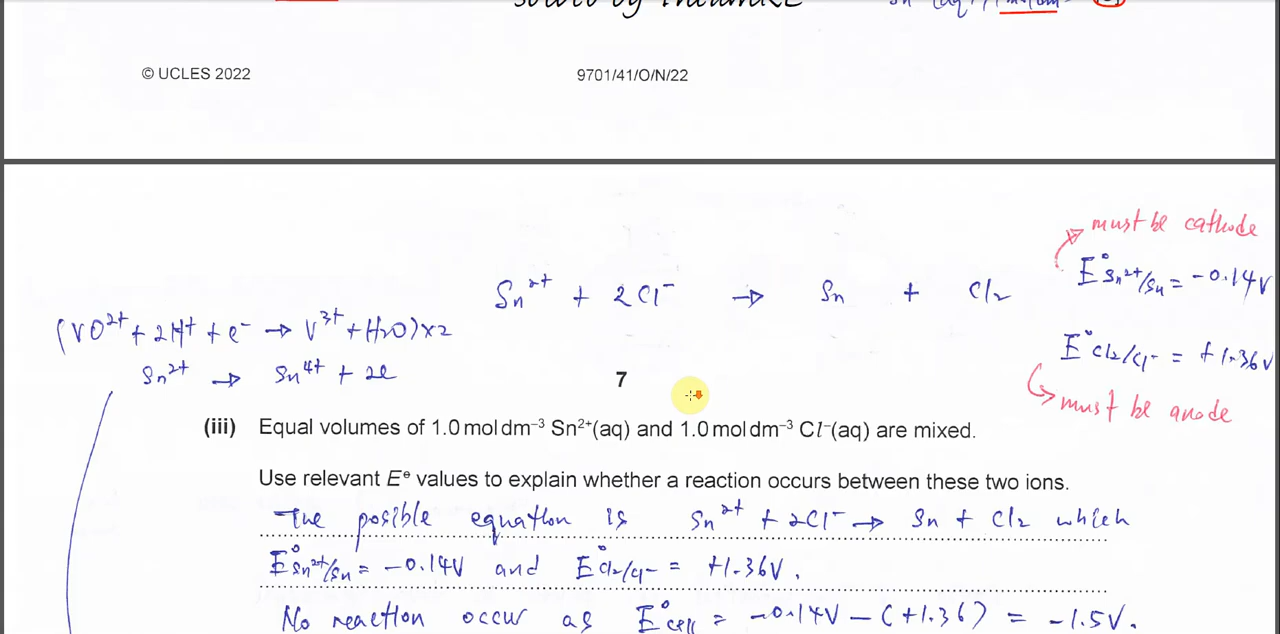 solved by
© UCLES 2022
9701/41/O/N/22
must be cathode
E°Sn²⁺/Sn = -0.14V
Sn²⁺ + 2Cl⁻ → Sn + Cl₂
(VO²⁺ + 2H⁺ + e⁻ → V³⁺ + H₂O)x2
E°Cl₂/Cl⁻ = +1.36V
Sn²⁺ → Sn⁴⁺ + 2e
7
must be anode
(iii) Equal volumes of 1.0 mol dm⁻³ Sn²⁺(aq) and 1.0 mol dm⁻³ Cl⁻(aq) are mixed.
Use relevant E⦵ values to explain whether a reaction occurs between these two ions.
The posible equation is Sn²⁺ + 2Cl⁻ → Sn + Cl₂ which
E°Sn²⁺/Sn = -0.14V and E°Cl₂/Cl⁻ = +1.36V.
No reaction occur as E°cell = -0.14V - (+1.36) = -1.5V.